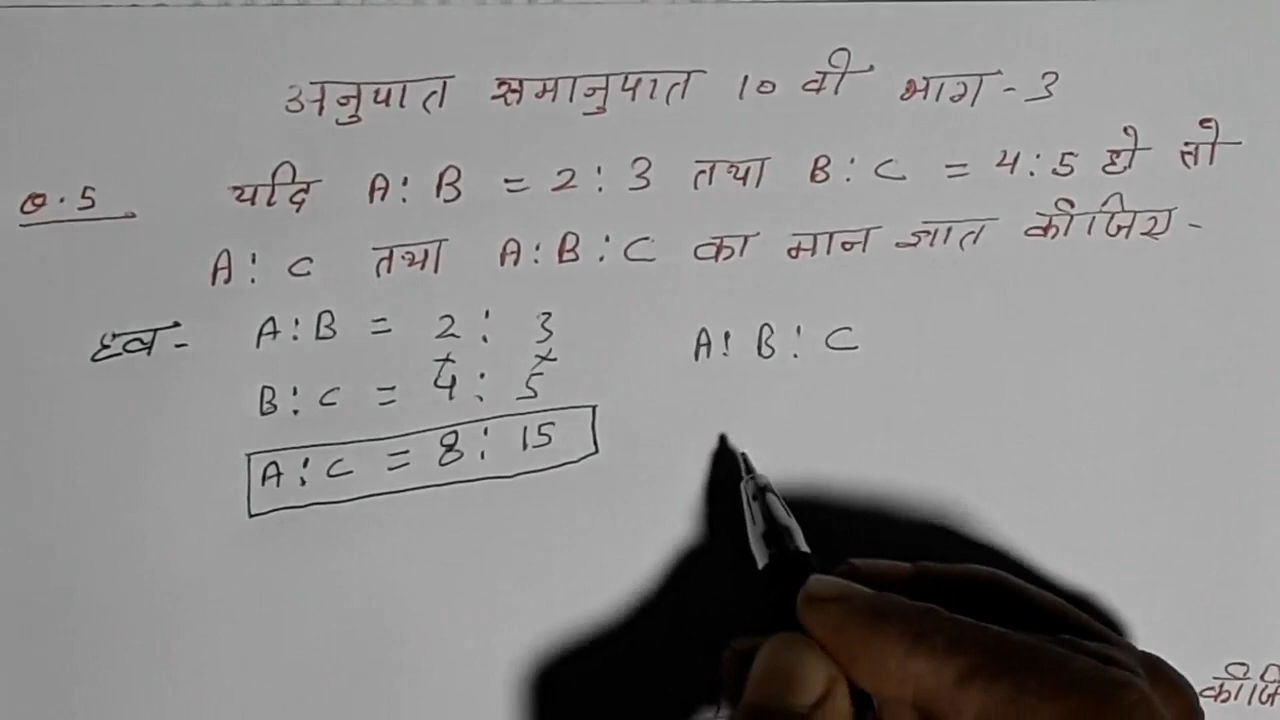 अनुपात समानुपात 10 वी भाग - 3
Q.5 यदि A:B = 2:3 तथा B:C = 4:5 हो तो
A:C तथा A:B:C का मान ज्ञात कीजिए -
हल- A:B = 2 : 3
× ×
B:C = 4 : 5
A:C = 8 : 15
A:B:C